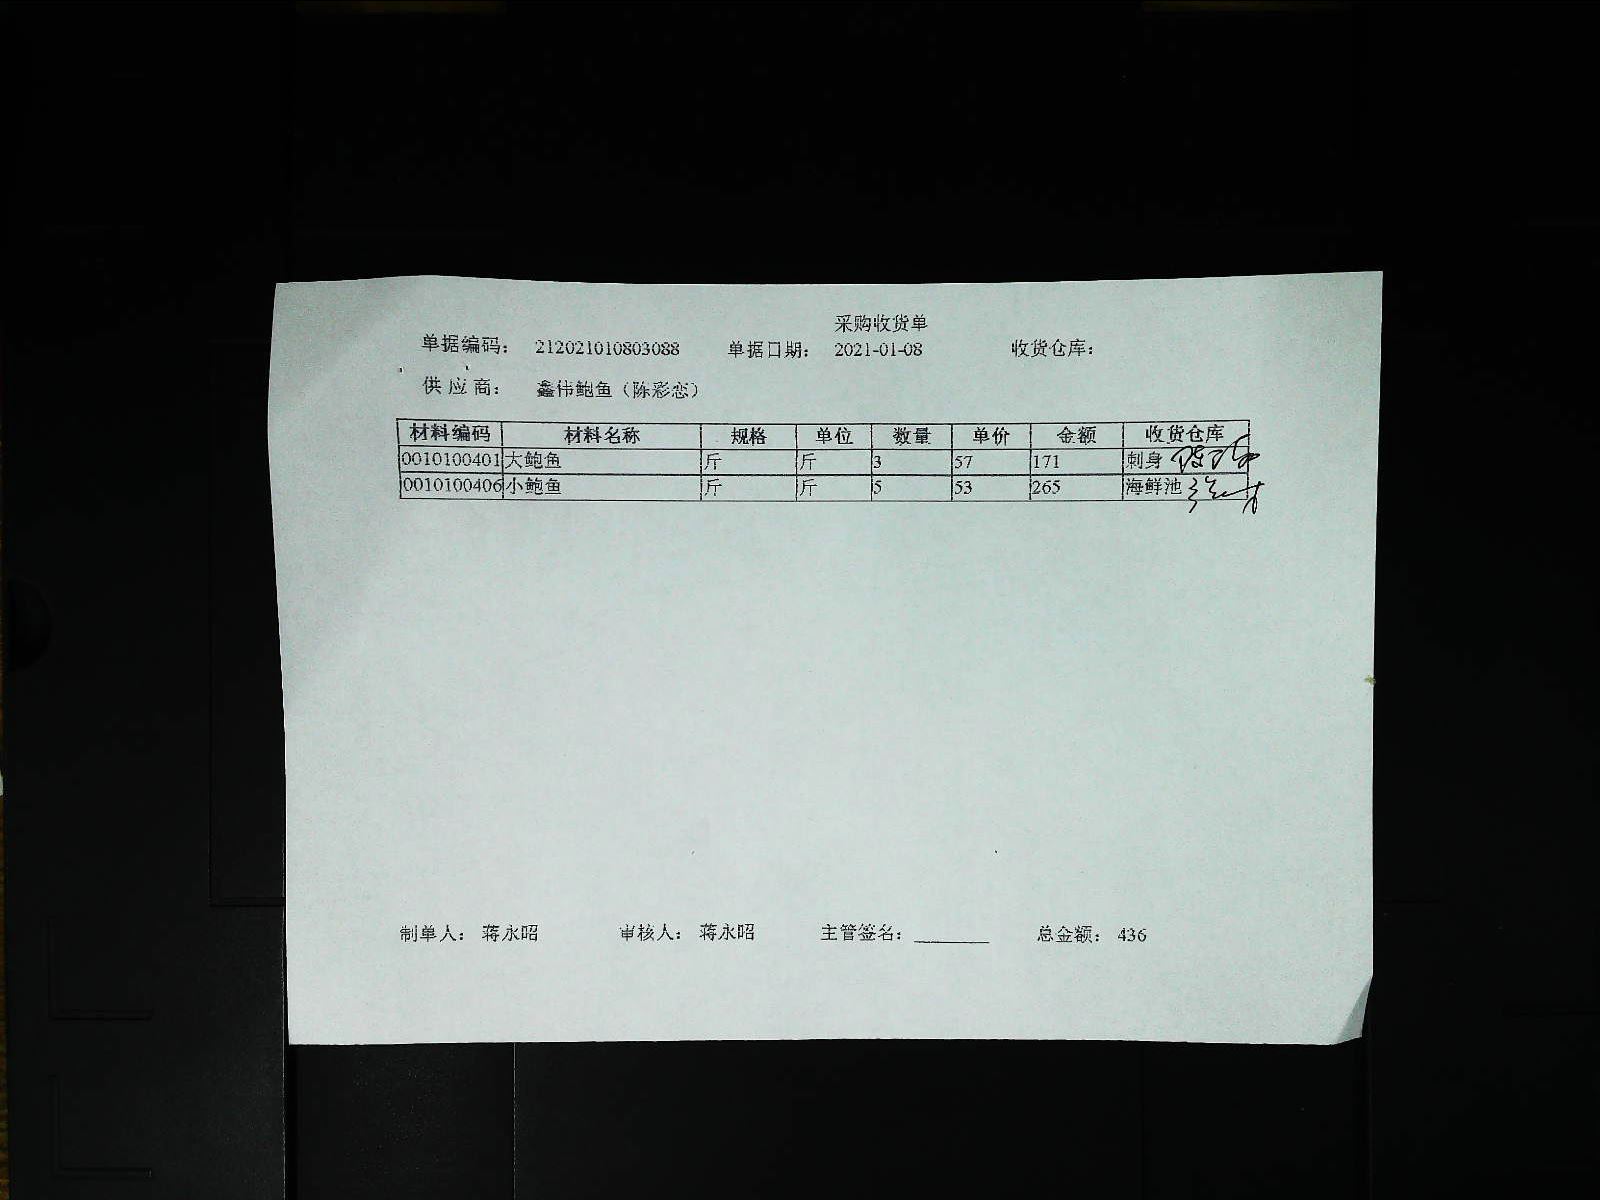 采购收货单
单据编码： 212021010803088 单据日期： 2021-01-08 收货仓库：
供应商： 鑫伟鲍鱼（陈彩恋）
材料编码 材料名称 规格 单位 数量 单价 金额 收货仓库
0010100401 大鲍鱼 斤 斤 3 57 171 刺身
0010100406 小鲍鱼 斤 斤 5 53 265 海鲜池
制单人： 蒋永昭 审核人： 蒋永昭 主管签名： 总金额： 436